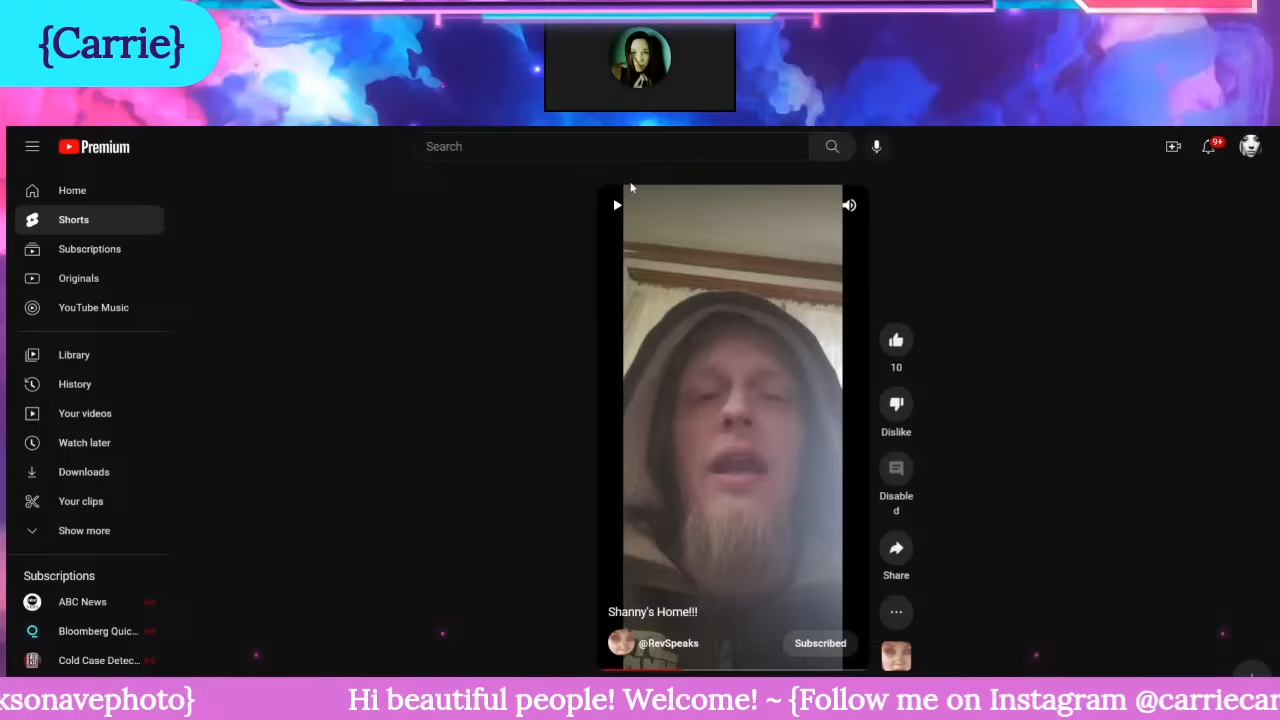 {Carrie}
Premium
Search
9+
Home
Shorts
Subscriptions
Originals
YouTube Music
Library
History
Your videos
Watch later
Downloads
Your clips
Show more
Subscriptions
ABC News
Bloomberg Quic...
Cold Case Detec...
10
Dislike
Disable
d
Share
Shanny's Home!!!
@RevSpeaks
Subscribed
ksonavephoto} Hi beautiful people! Welcome! ~ {Follow me on Instagram @carriecar